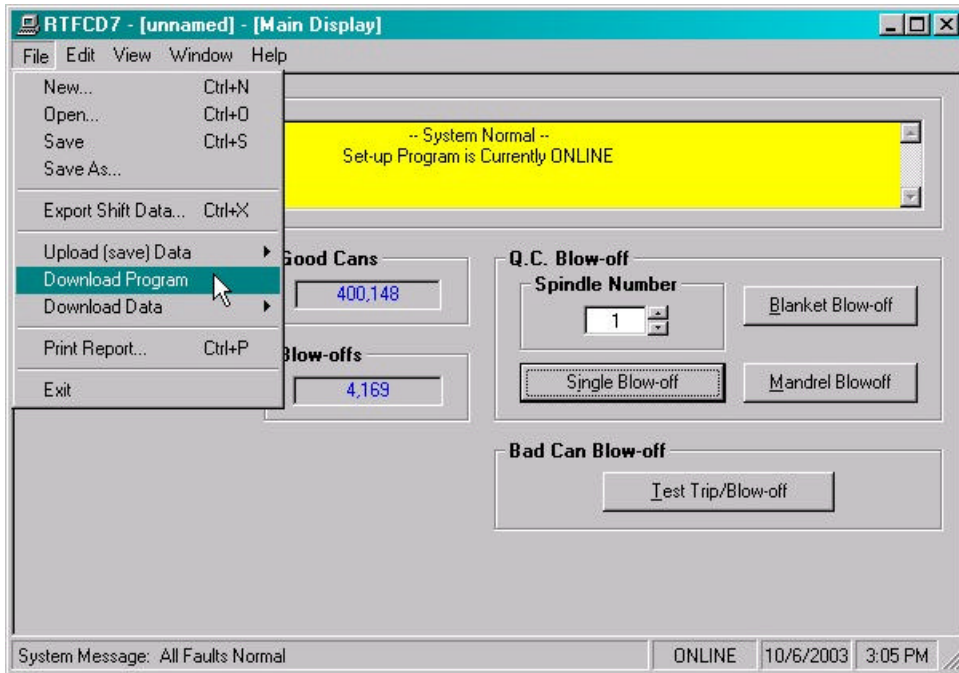 RTFCD7 - [unnamed] - [Main Display]
File Edit View Window Help
New... Ctrl+N
Open... Ctrl+O
Save Ctrl+S
Save As...
Export Shift Data... Ctrl+X
Upload (save) Data
Download Program
Download Data
Print Report... Ctrl+P
Exit
-- System Normal --
Set-up Program is Currently ONLINE
Good Cans
400,148
Blow-offs
4,169
Q.C. Blow-off
Spindle Number
1
Blanket Blow-off
Single Blow-off
Mandrel Blowoff
Bad Can Blow-off
Test Trip/Blow-off
System Message: All Faults Normal
ONLINE
10/6/2003
3:05 PM